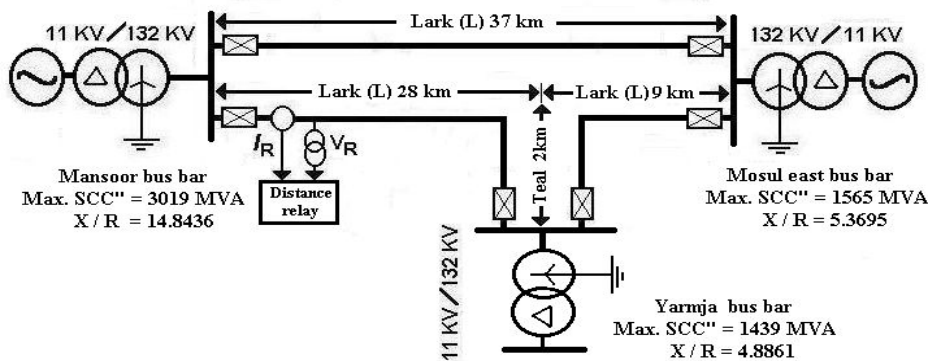 Lark (L) 37 km
11 KV/132 KV
132 KV/11 KV
Lark (L) 28 km
Lark (L) 9 km
IR
VR
Distance
relay
Teal 2km
Mansoor bus bar
Max. SCC" = 3019 MVA
X / R = 14.8436
Mosul east bus bar
Max. SCC" = 1565 MVA
X / R = 5.3695
11 KV/132 KV
Yarmja bus bar
Max. SCC" = 1439 MVA
X / R = 4.8861